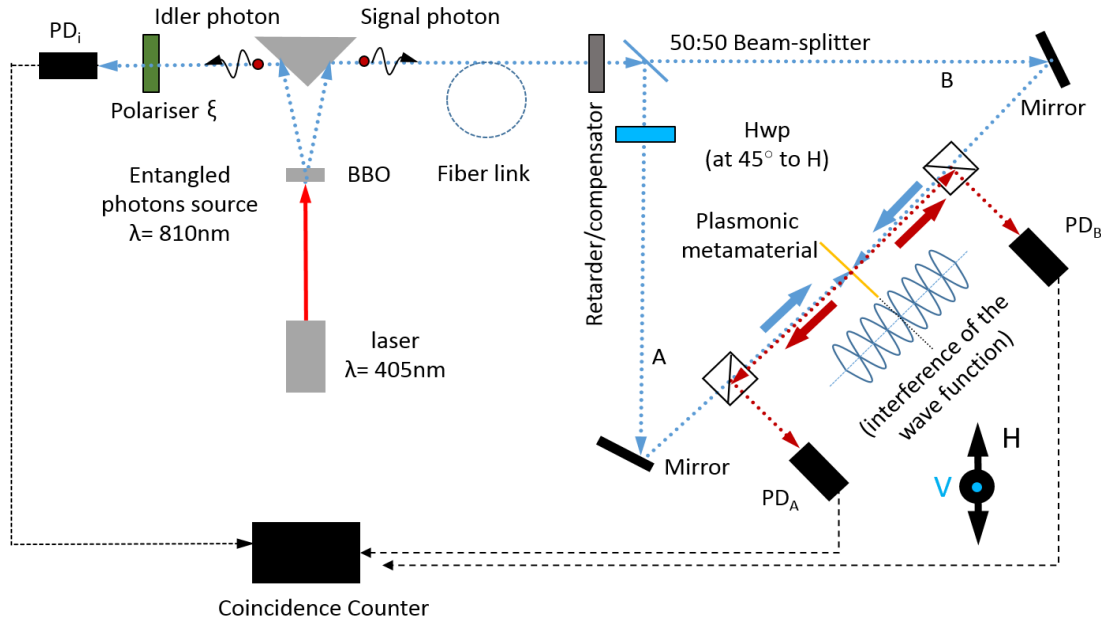 Idler photon
Signal photon
PDi
50:50 Beam-splitter
B
Mirror
Polariser ξ
Hwp
(at 45° to H)
Entangled
photons source
λ= 810nm
BBO
Fiber link
Retarder/compensator
Plasmonic
metamaterial
PDB
laser
λ= 405nm
A
(interference of the
wave function)
Mirror
H
V
PDA
Coincidence Counter